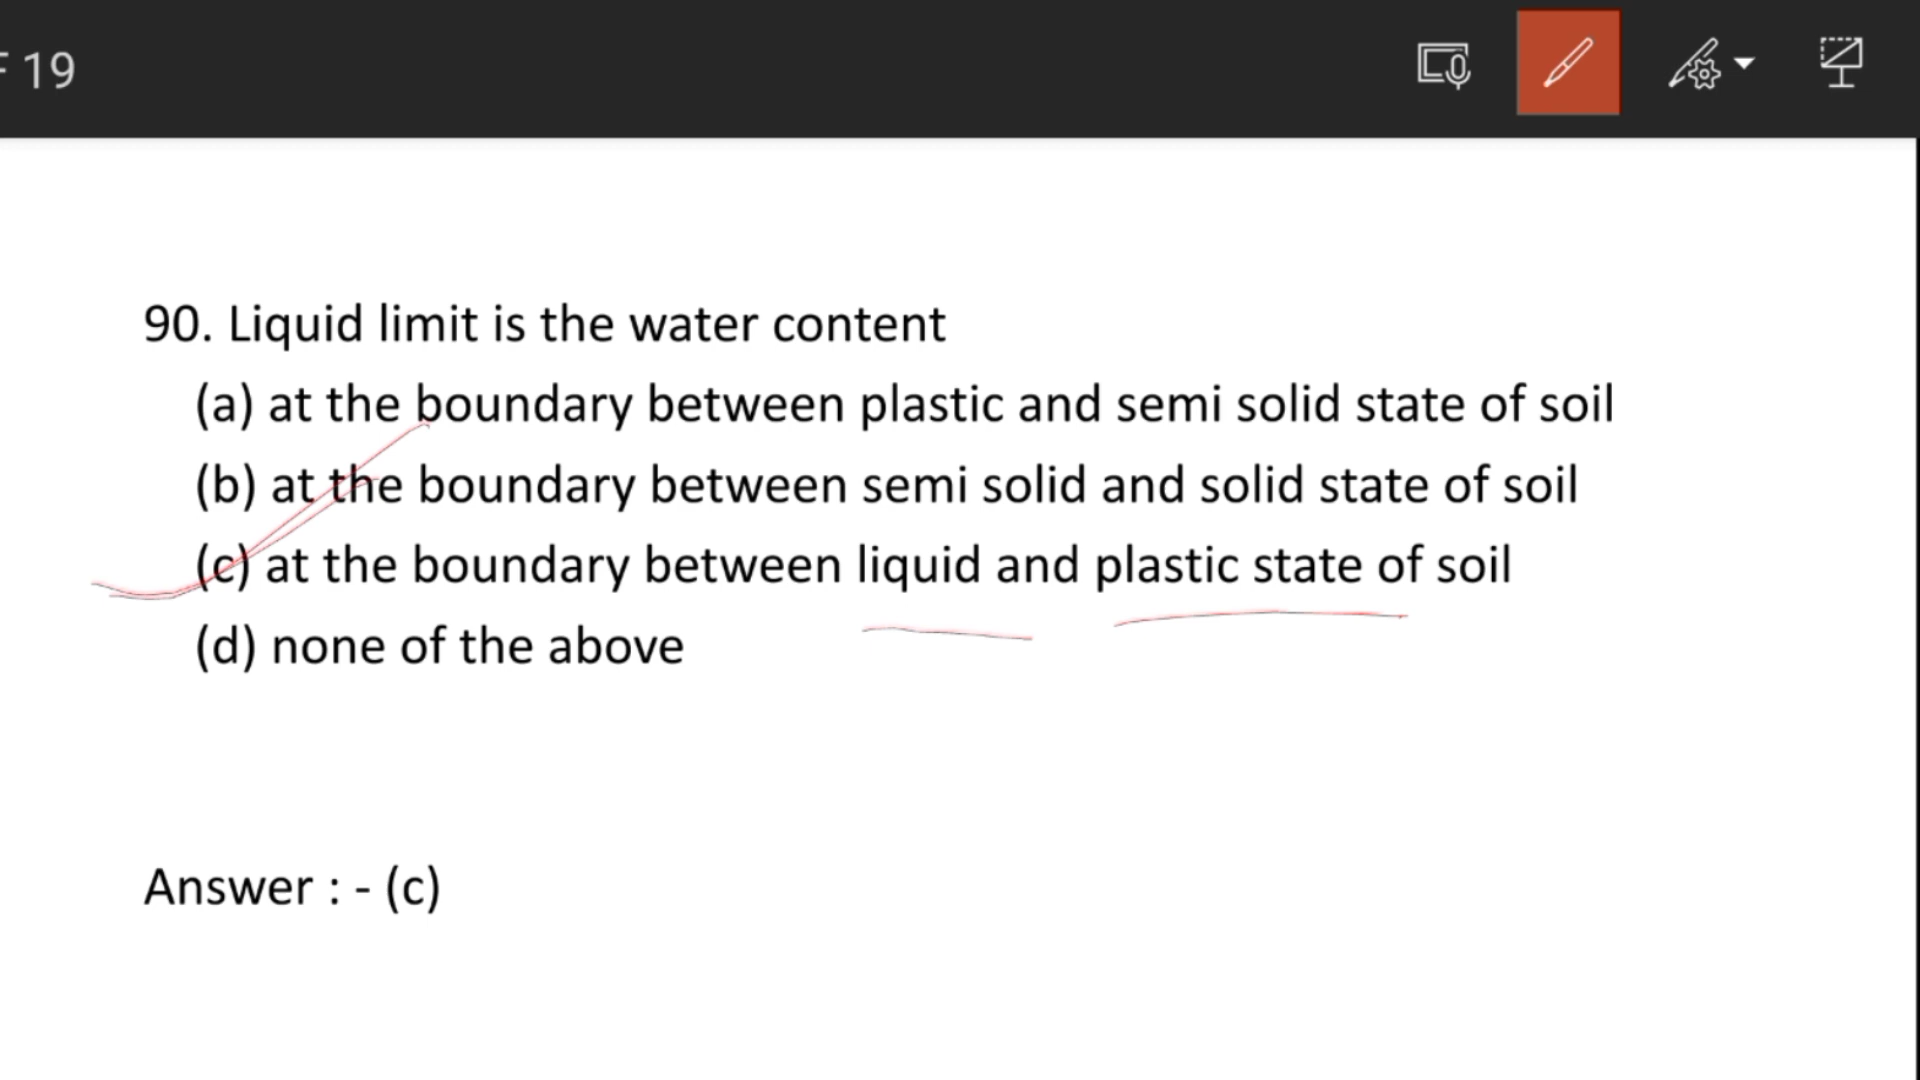 19
90. Liquid limit is the water content
(a) at the boundary between plastic and semi solid state of soil
(b) at the boundary between semi solid and solid state of soil
(c) at the boundary between liquid and plastic state of soil
(d) none of the above
Answer : - (c)